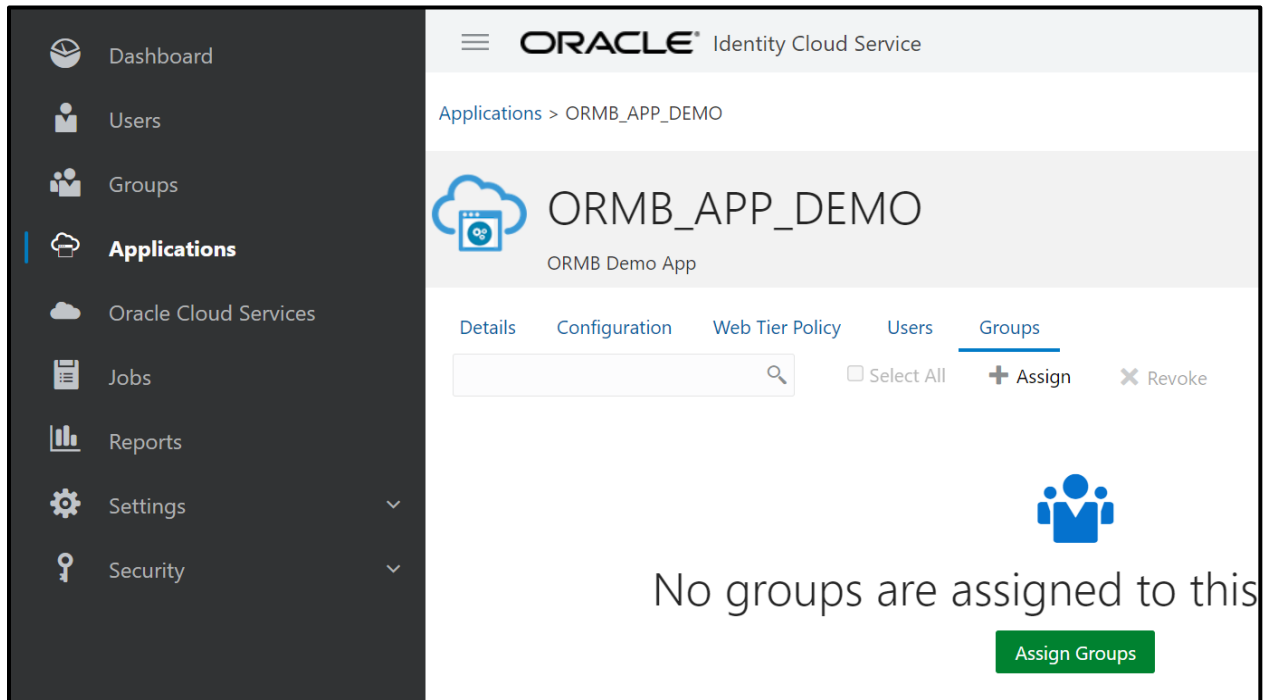 Dashboard
Users
Groups
Applications
Oracle Cloud Services
Jobs
Reports
Settings
Security
ORACLE® Identity Cloud Service
Applications > ORMB_APP_DEMO
ORMB_APP_DEMO
ORMB Demo App
Details Configuration Web Tier Policy Users Groups
Select All Assign Revoke
No groups are assigned to this
Assign Groups